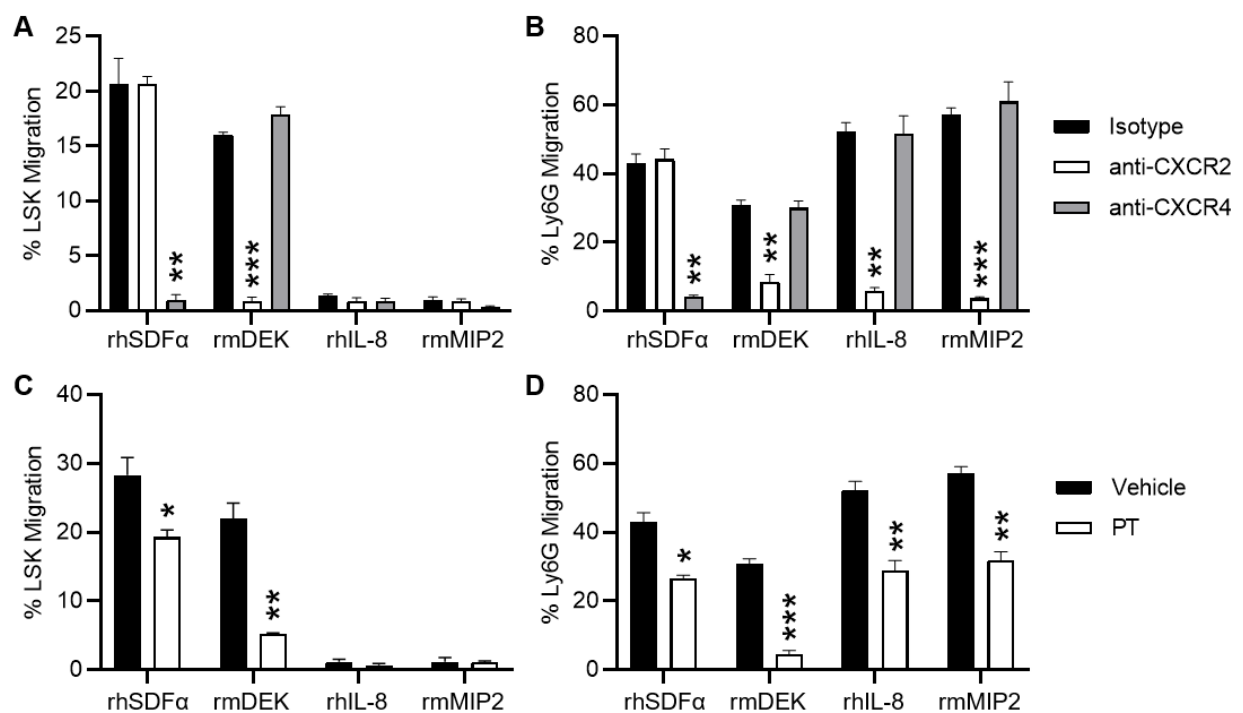 A
% LSK Migration
25
20
15
10
5
0
**
***
rhSDFα rmDEK rhIL-8 rmMIP2
B
% Ly6G Migration
80
60
40
20
0
**
**
**
***
rhSDFα rmDEK rhIL-8 rmMIP2
Isotype
anti-CXCR2
anti-CXCR4
C
% LSK Migration
40
30
20
10
0
*
**
rhSDFα rmDEK rhIL-8 rmMIP2
D
% Ly6G Migration
80
60
40
20
0
*
***
**
**
rhSDFα rmDEK rhIL-8 rmMIP2
Vehicle
PT